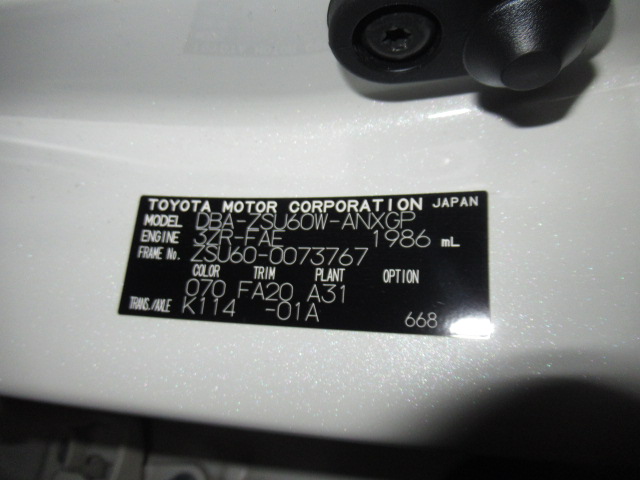 TOYOTA MOTOR CORPORATION JAPAN
MODEL DBA-ZSU60W-ANXGP
ENGINE 3ZR-FAE 1986 mL
FRAME No. ZSU60-0073767
COLOR TRIM PLANT OPTION
070 FA20 A31
TRANS./AXLE K114 -01A
668